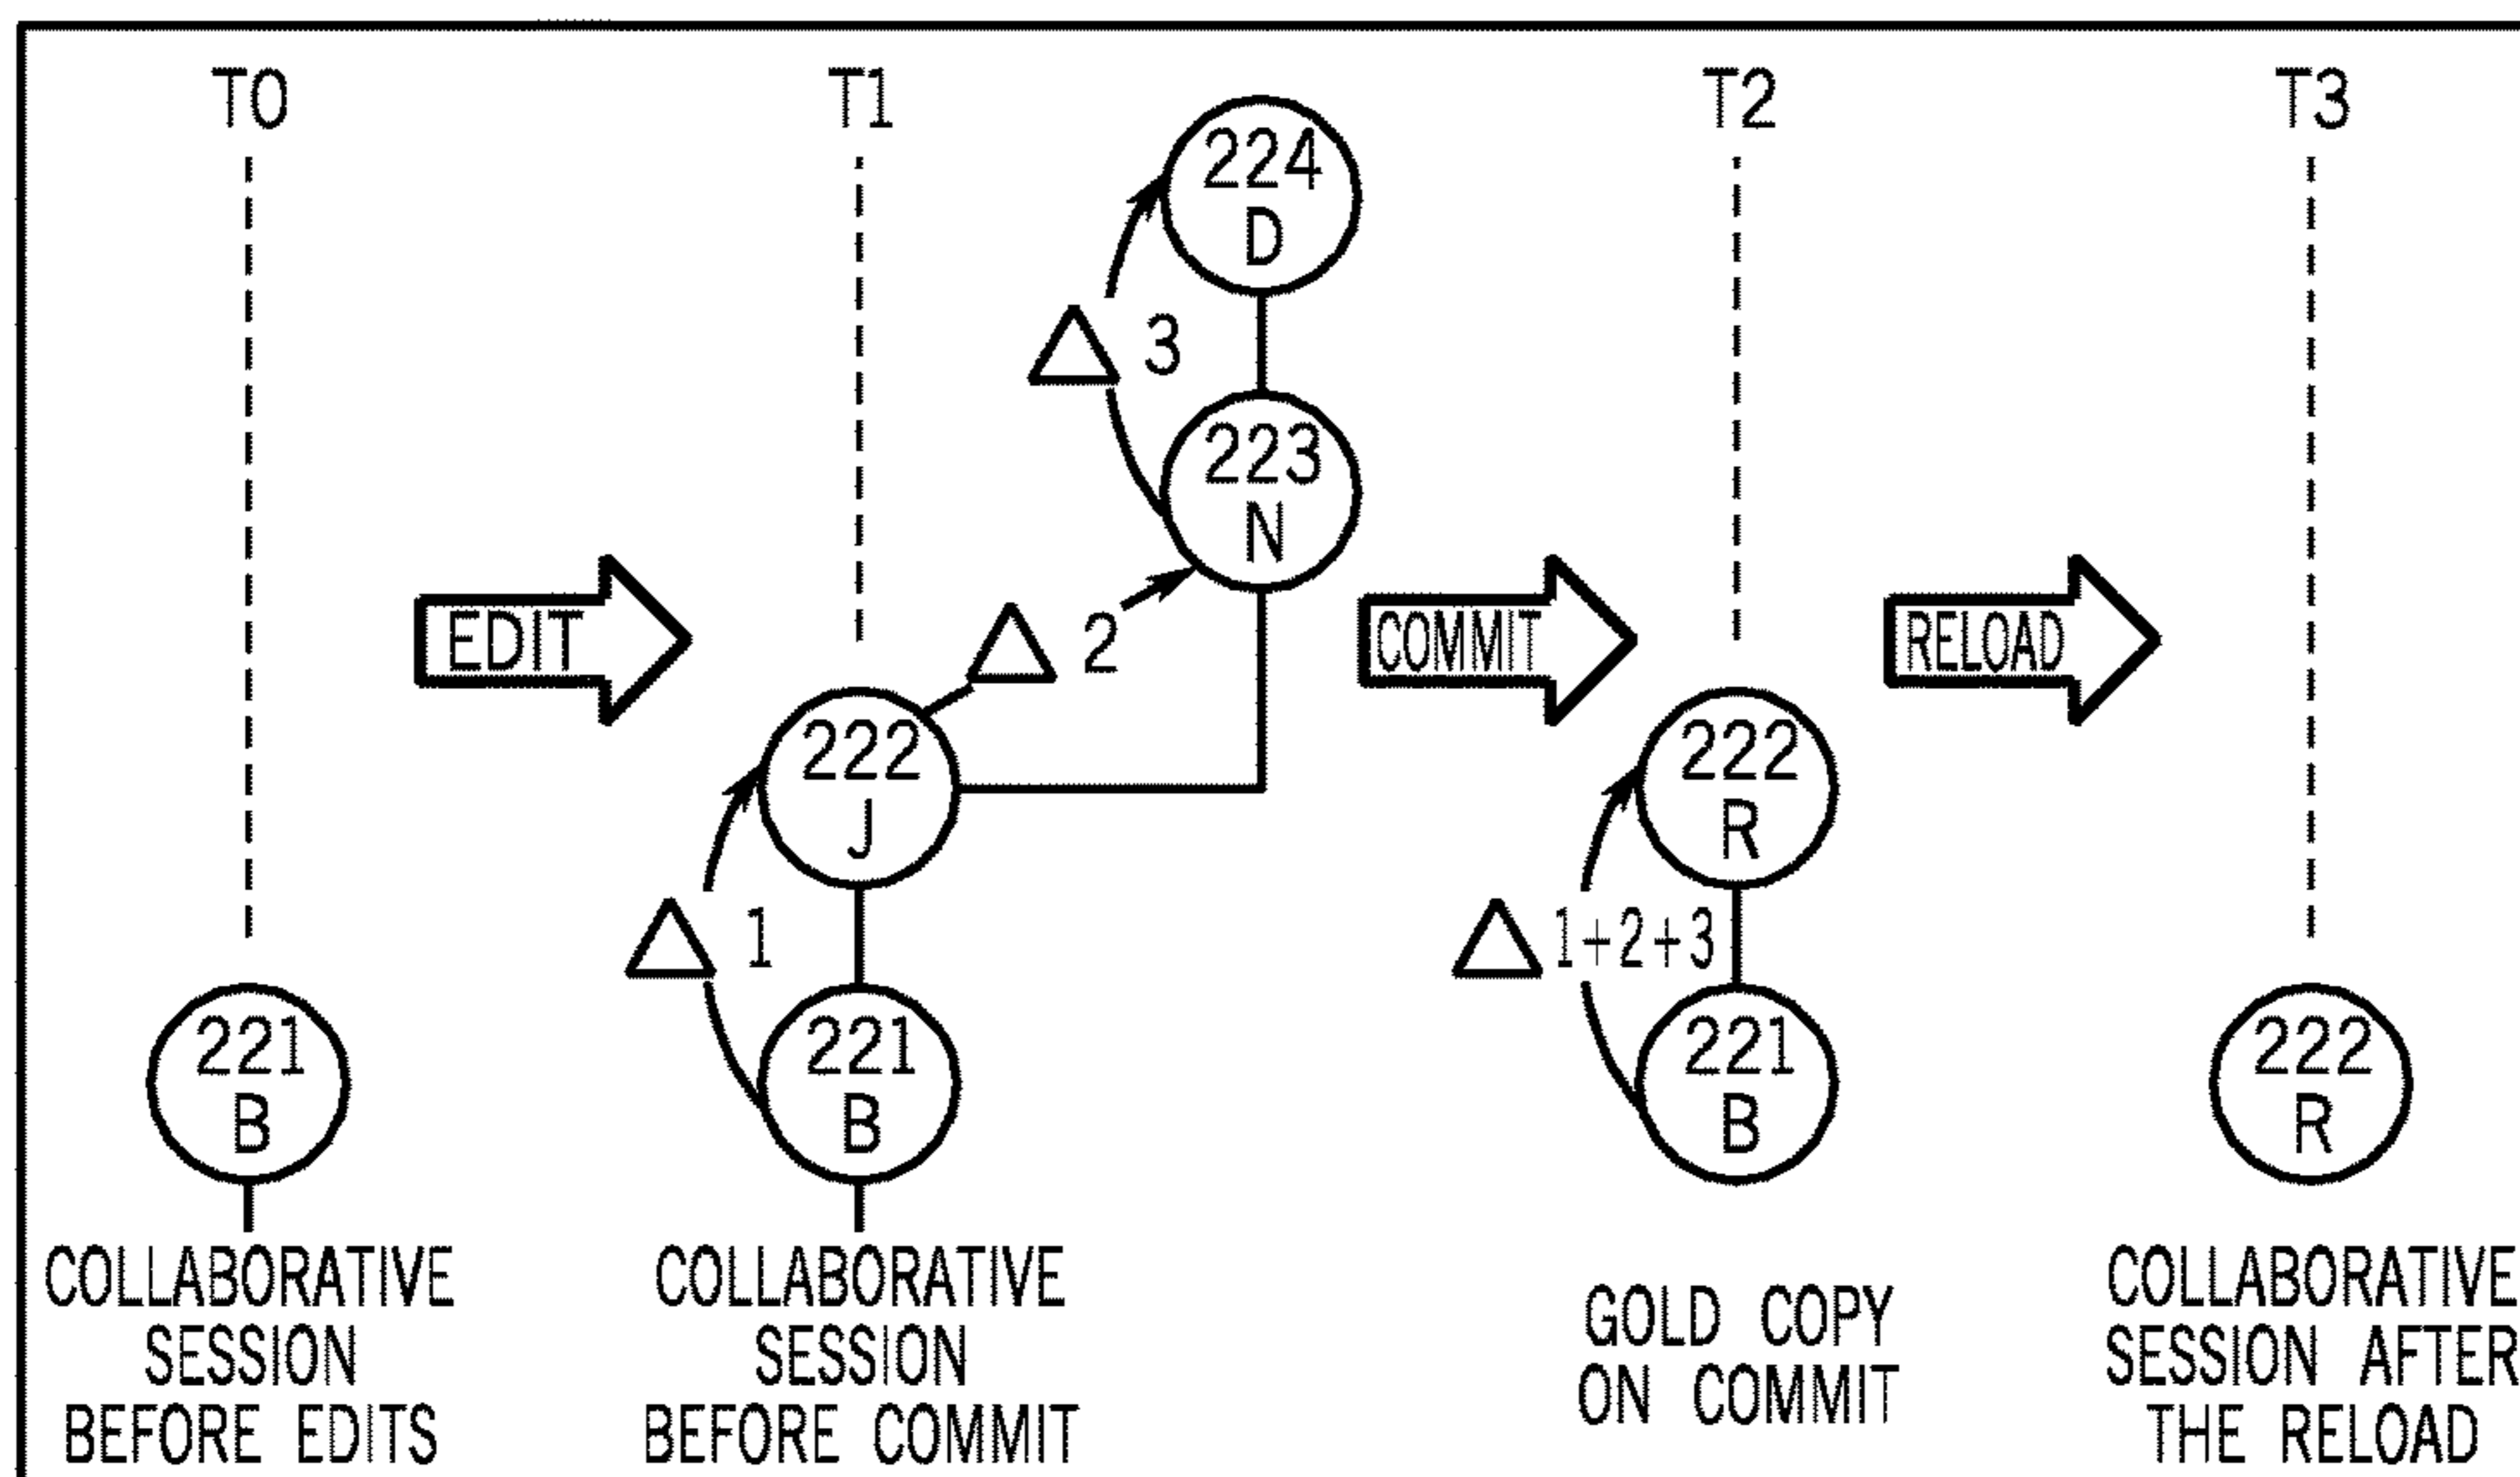 T0
T1
T2
T3
224
D
△ 3
223
N
EDIT
△ 2
COMMIT
RELOAD
222
J
222
R
△ 1
△ 1+2+3
221
B
221
B
221
B
222
R
COLLABORATIVE
SESSION
BEFORE EDITS
COLLABORATIVE
SESSION
BEFORE COMMIT
GOLD COPY
ON COMMIT
COLLABORATIVE
SESSION AFTER
THE RELOAD